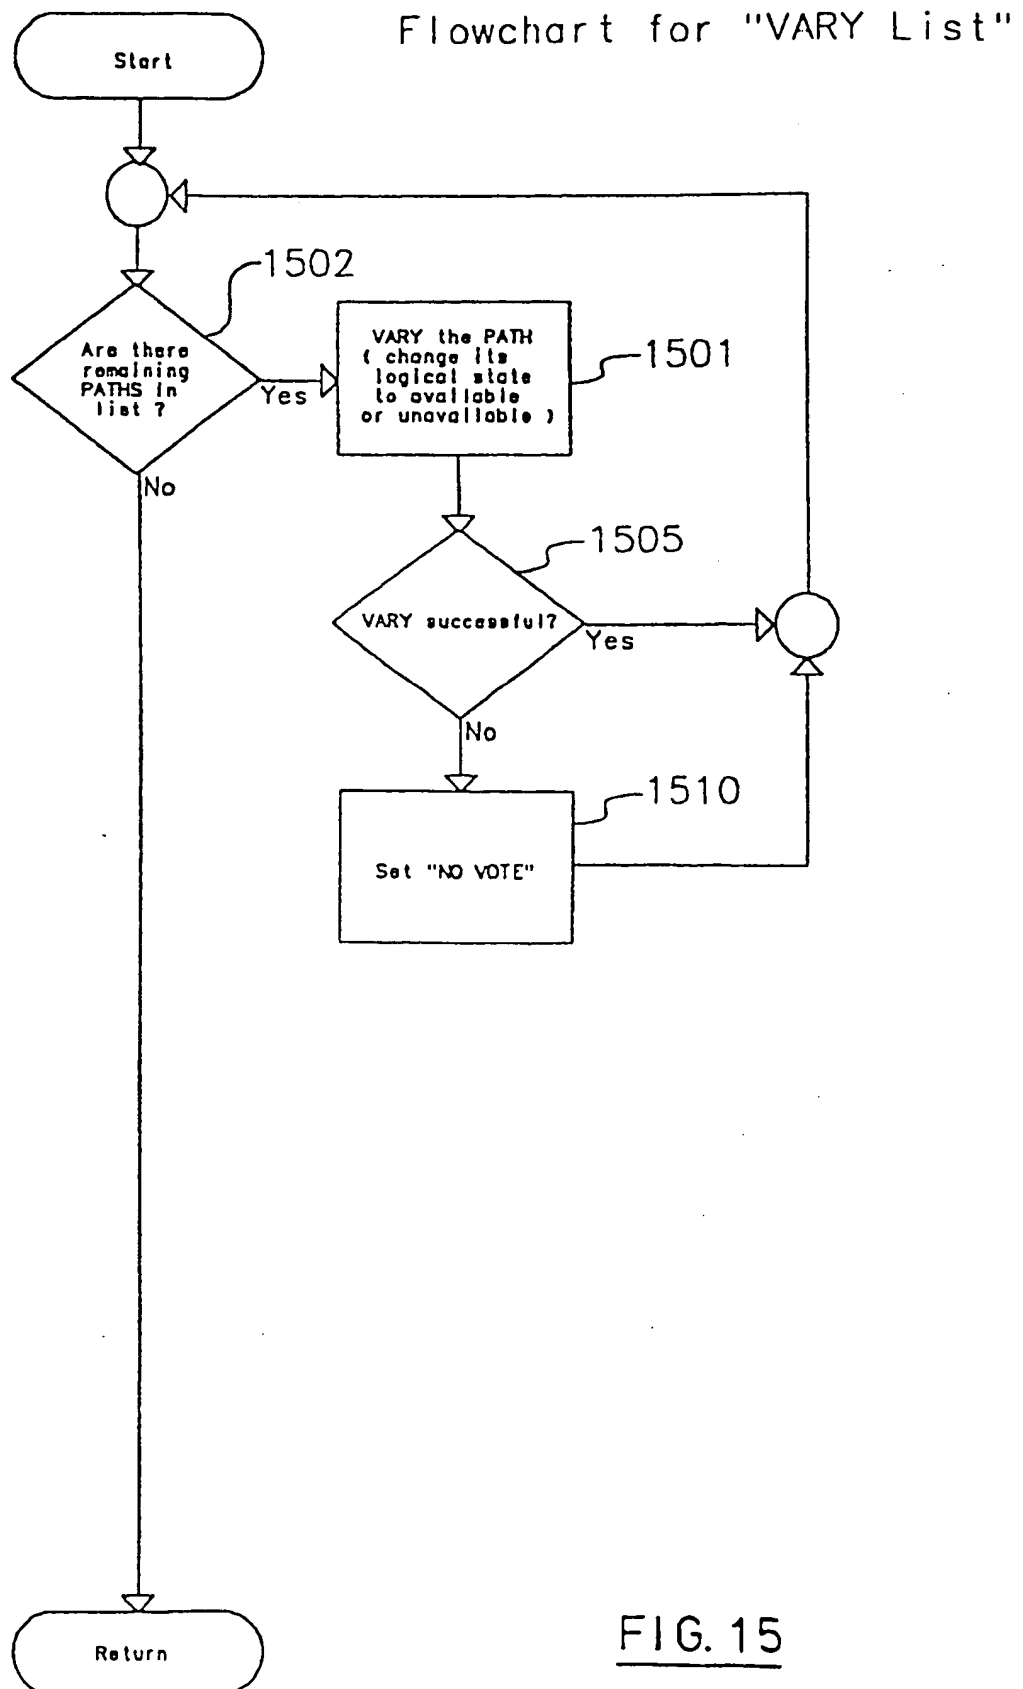 Flowchart for "VARY List"
Start
1502
Are there
remaining
PATHS in
list ?
Yes
No
VARY the PATH
( change its
logical state
to available
or unavailable )
1501
1505
VARY successful?
Yes
No
1510
Set "NO VOTE"
Return
FIG. 15